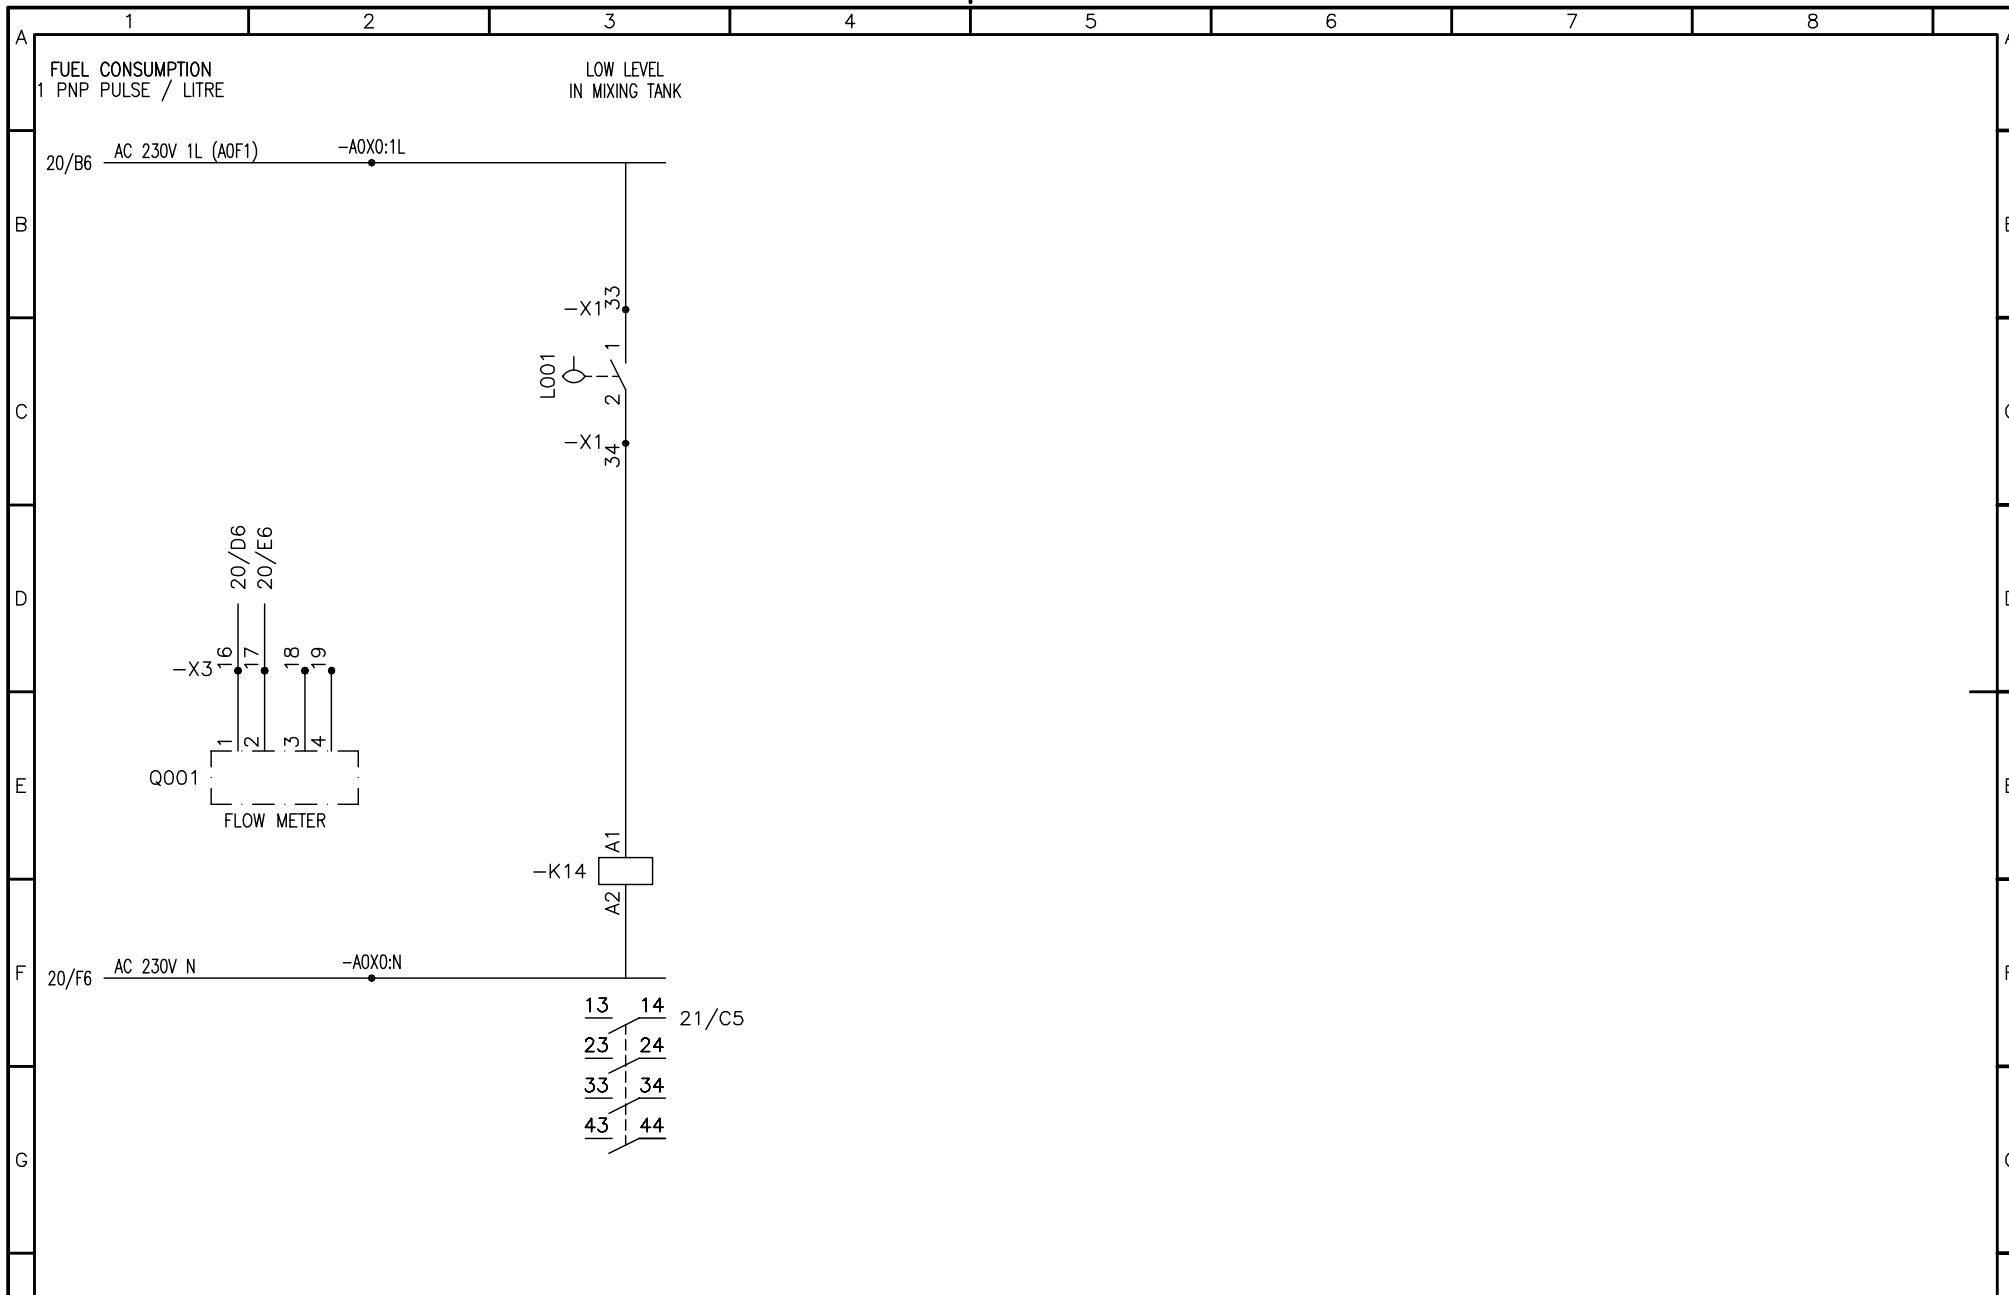 1 2 3 4 5 6 7 8
A
FUEL CONSUMPTION
1 PNP PULSE / LITRE
LOW LEVEL
IN MIXING TANK
20/B6 AC 230V 1L (A0F1) -A0X0:1L
B
-X1 33
1
L001
2
C
-X1 34
20/D6
20/E6
D
-X3 16 17 18 19
1 2 3 4
Q001
E
FLOW METER
A1
-K14
A2
F
20/F6 AC 230V N -A0X0:N
13 14 21/C5
23 24
33 34
43 44
G